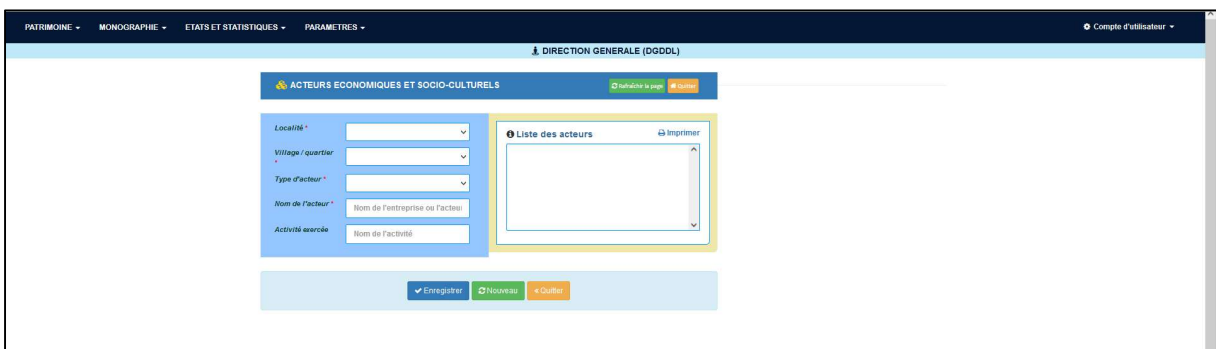 PATRIMOINE MONOGRAPHIE ETATS ET STATISTIQUES PARAMETRES Compte d'utilisateur
DIRECTION GENERALE (DGDDL)
ACTEURS ECONOMIQUES ET SOCIO-CULTURELS Rafraîchir la page Quitter
Localité *
Village / quartier
*
Type d'acteur *
Nom de l'acteur * Nom de l'entreprise ou l'acteu
Activité exercée Nom de l'activité
Liste des acteurs Imprimer
Enregistrer Nouveau Quitter